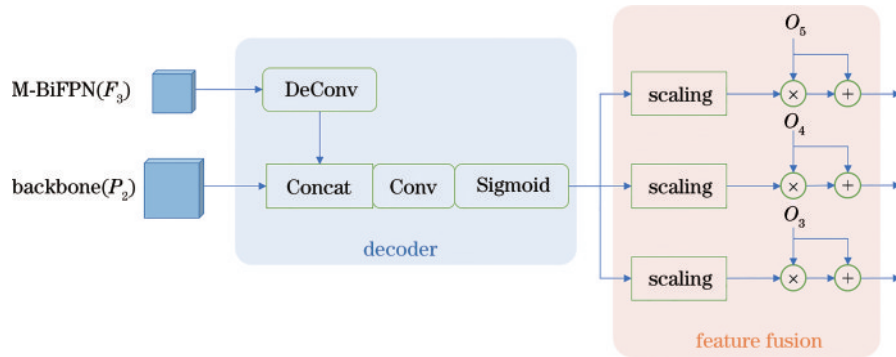 M-BiFPN(F₃)
DeConv
backbone(P₂)
Concat
Conv
Sigmoid
decoder
O₅
scaling
×
+
O₄
scaling
×
+
O₃
scaling
×
+
feature fusion